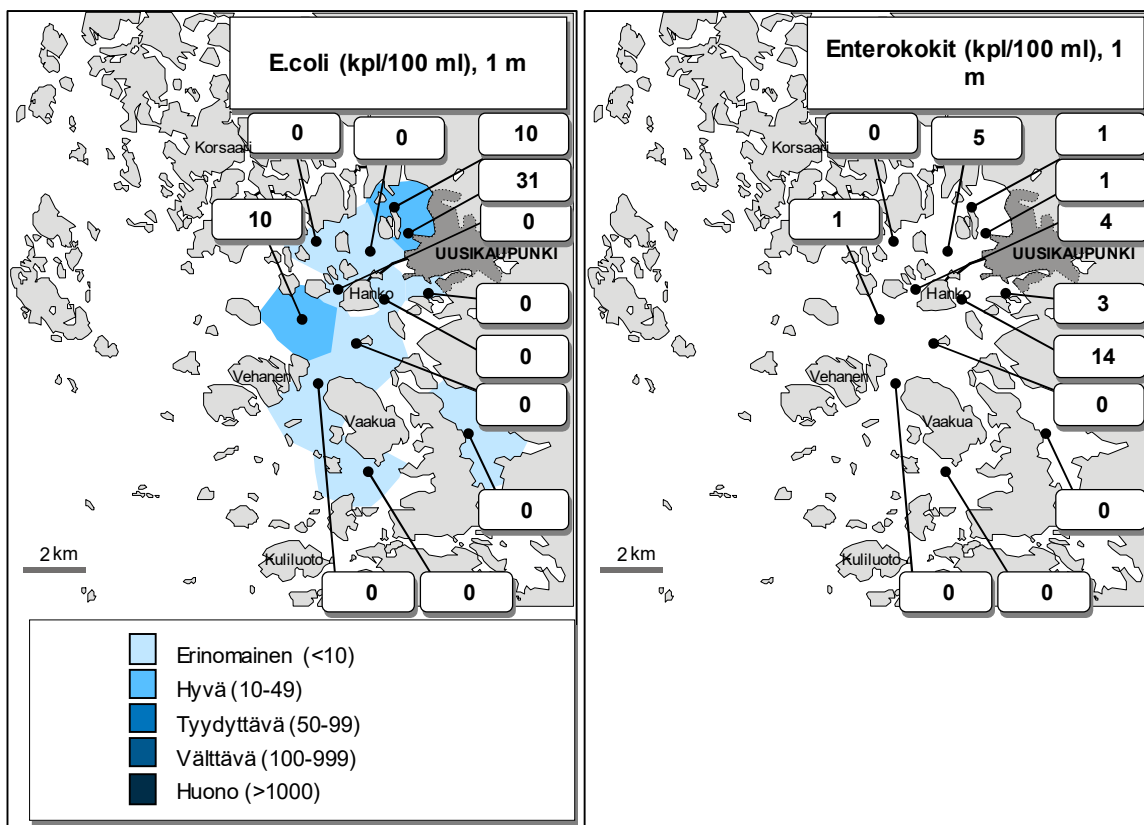 E.coli (kpl/100 ml), 1 m
0
0
10
Korsaari
31
10
0
UUSIKAUPUNKI
Hanko
0
0
Vehanen
0
Vaakua
0
2 km
Kuliluoto
0
0
Erinomainen (<10)
Hyvä (10-49)
Tyydyttävä (50-99)
Välttävä (100-999)
Huono (>1000)
Enterokokit (kpl/100 ml), 1
m
0
5
1
Korsaari
1
1
4
UUSIKAUPUNKI
Hanko
3
14
Vehanen
0
Vaakua
0
2 km
Kuliluoto
0
0